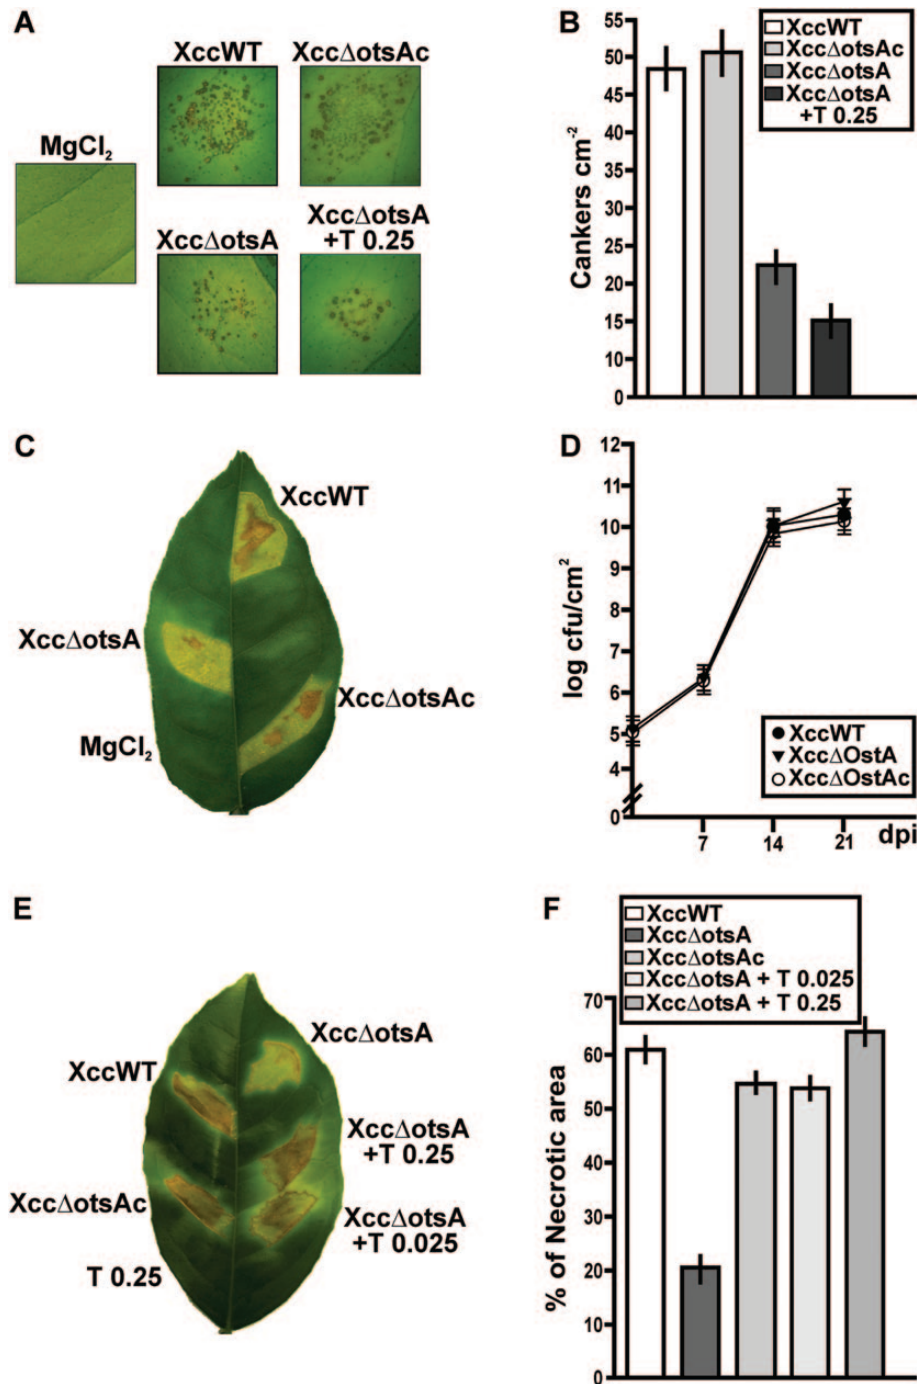 A
XccWT
XccΔotsAc
MgCl₂
XccΔotsA
XccΔotsA
+T 0.25
B
XccWT
XccΔotsAc
XccΔotsA
XccΔotsA
+T 0.25
Cankers cm⁻²
55
50
45
40
35
30
25
20
15
10
0
C
XccWT
XccΔotsA
XccΔotsAc
MgCl₂
D
log cfu/cm²
12
11
10
9
8
7
6
5
4
0
XccWT
XccΔOstA
XccΔOstAc
7
14
21
dpi
E
XccΔotsA
XccWT
XccΔotsA
+T 0.25
XccΔotsAc
XccΔotsA
+T 0.025
T 0.25
F
XccWT
XccΔotsA
XccΔotsAc
XccΔotsA + T 0.025
XccΔotsA + T 0.25
% of Necrotic area
70
60
50
40
30
20
10
0